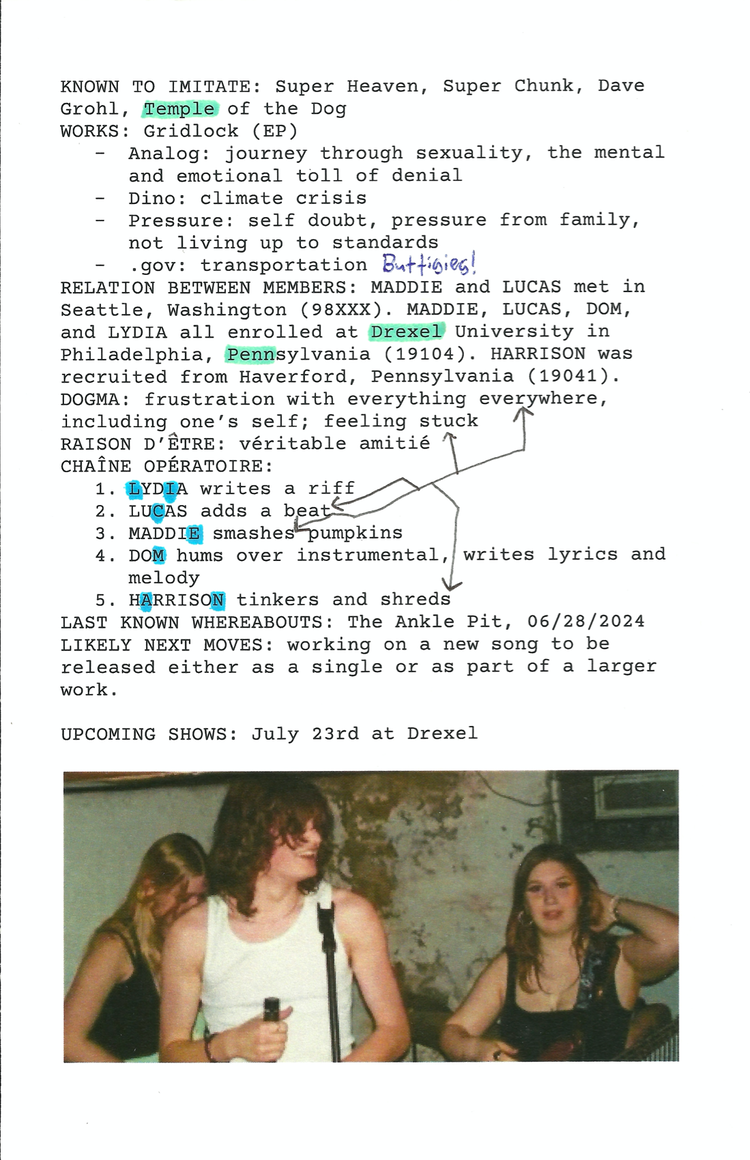 KNOWN TO IMITATE: Super Heaven, Super Chunk, Dave
Grohl, Temple of the Dog
WORKS: Gridlock (EP)
- Analog: journey through sexuality, the mental
and emotional toll of denial
- Dino: climate crisis
- Pressure: self doubt, pressure from family,
not living up to standards
- .gov: transportation Buttigieg!
RELATION BETWEEN MEMBERS: MADDIE and LUCAS met in
Seattle, Washington (98XXX). MADDIE, LUCAS, DOM,
and LYDIA all enrolled at Drexel University in
Philadelphia, Pennsylvania (19104). HARRISON was
recruited from Haverford, Pennsylvania (19041).
DOGMA: frustration with everything everywhere,
including one's self; feeling stuck
RAISON D'ÊTRE: véritable amitié
CHAÎNE OPÉRATOIRE:
1. LYDIA writes a riff
2. LUCAS adds a beat
3. MADDIE smashes pumpkins
4. DOM hums over instrumental, writes lyrics and
melody
5. HARRISON tinkers and shreds
LAST KNOWN WHEREABOUTS: The Ankle Pit, 06/28/2024
LIKELY NEXT MOVES: working on a new song to be
released either as a single or as part of a larger
work.
UPCOMING SHOWS: July 23rd at Drexel